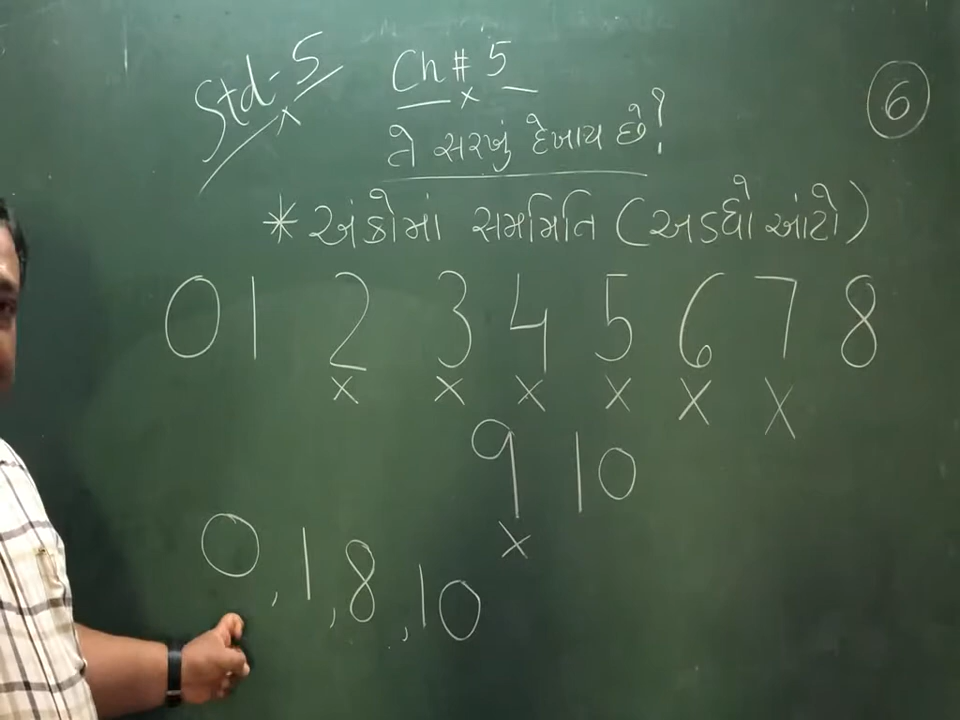 Std-5 Ch # 5 6
તે સરખું દેખાય છે!
* અંકોમાં સમમિતિ (અડધો આંટો)
0 1 2 3 4 5 6 7 8
x x x x x x
9 10
x
0, 1, 8, 10